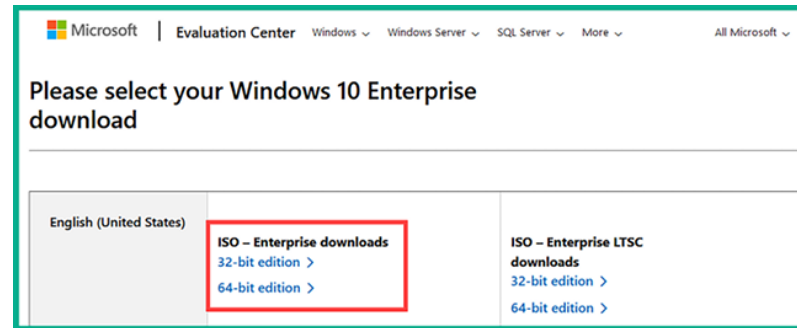 Microsoft | Evaluation Center Windows Windows Server SQL Server More All Microsoft
Please select your Windows 10 Enterprise
download
English (United States)
ISO – Enterprise downloads
32-bit edition >
64-bit edition >
ISO – Enterprise LTSC
downloads
32-bit edition >
64-bit edition >